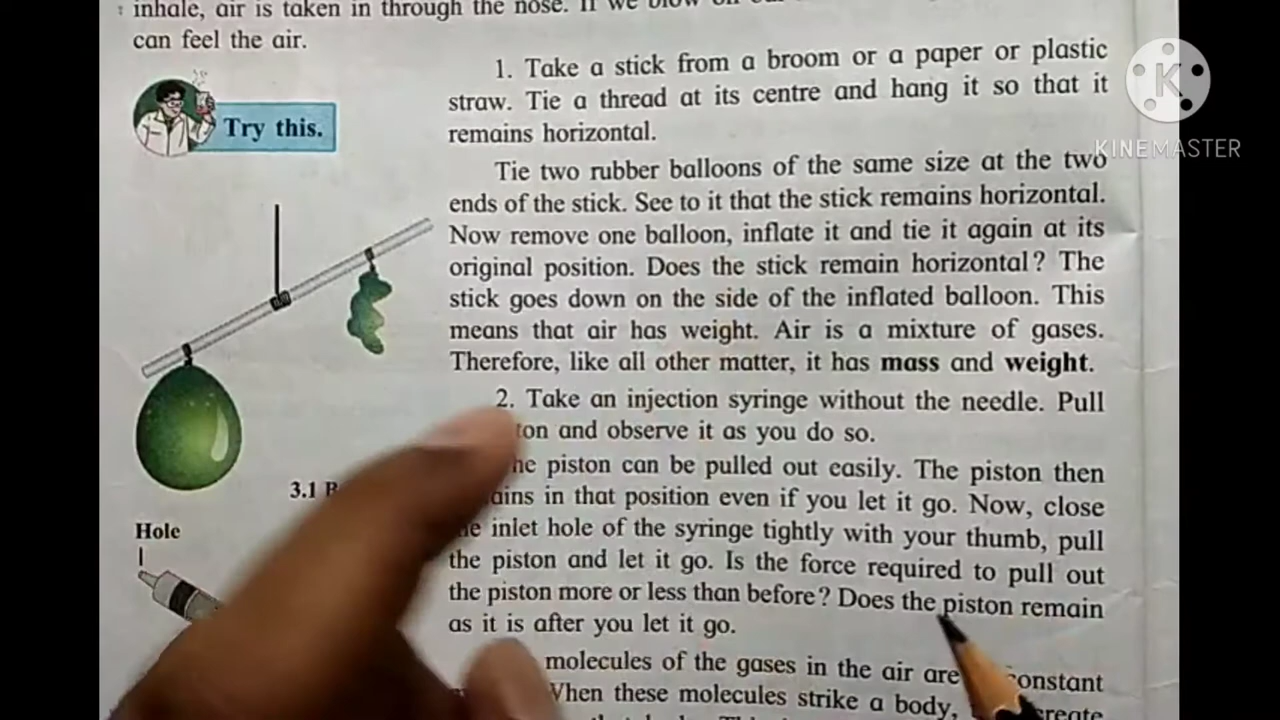 inhale, air is taken in through the nose. If we blow on our
can feel the air.
Try this.
1. Take a stick from a broom or a paper or plastic
straw. Tie a thread at its centre and hang it so that it
remains horizontal.
Tie two rubber balloons of the same size at the two
ends of the stick. See to it that the stick remains horizontal.
Now remove one balloon, inflate it and tie it again at its
original position. Does the stick remain horizontal? The
stick goes down on the side of the inflated balloon. This
means that air has weight. Air is a mixture of gases.
Therefore, like all other matter, it has mass and weight.
2. Take an injection syringe without the needle. Pull
ton and observe it as you do so.
he piston can be pulled out easily. The piston then
ains in that position even if you let it go. Now, close
inlet hole of the syringe tightly with your thumb, pull
the piston and let it go. Is the force required to pull out
the piston more or less than before? Does the piston remain
as it is after you let it go.
molecules of the gases in the air are constant
When these molecules strike a body, create
3.1 B
Hole
K
KINEMASTER